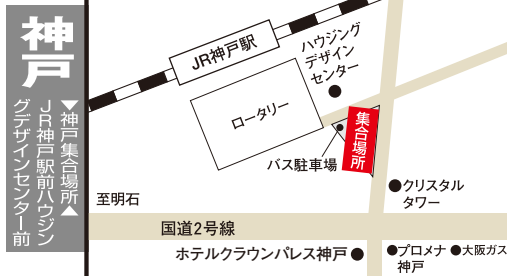 神戸
▼神戸集合場所▲
JR神戸駅前ハウジン
グデザインセンター前
JR神戸駅
ハウジング
デザイン
センター
ロータリー
集合場所
バス駐車場
クリスタル
タワー
至明石
国道2号線
ホテルクラウンパレス神戸
プロメナ
神戸
大阪ガス